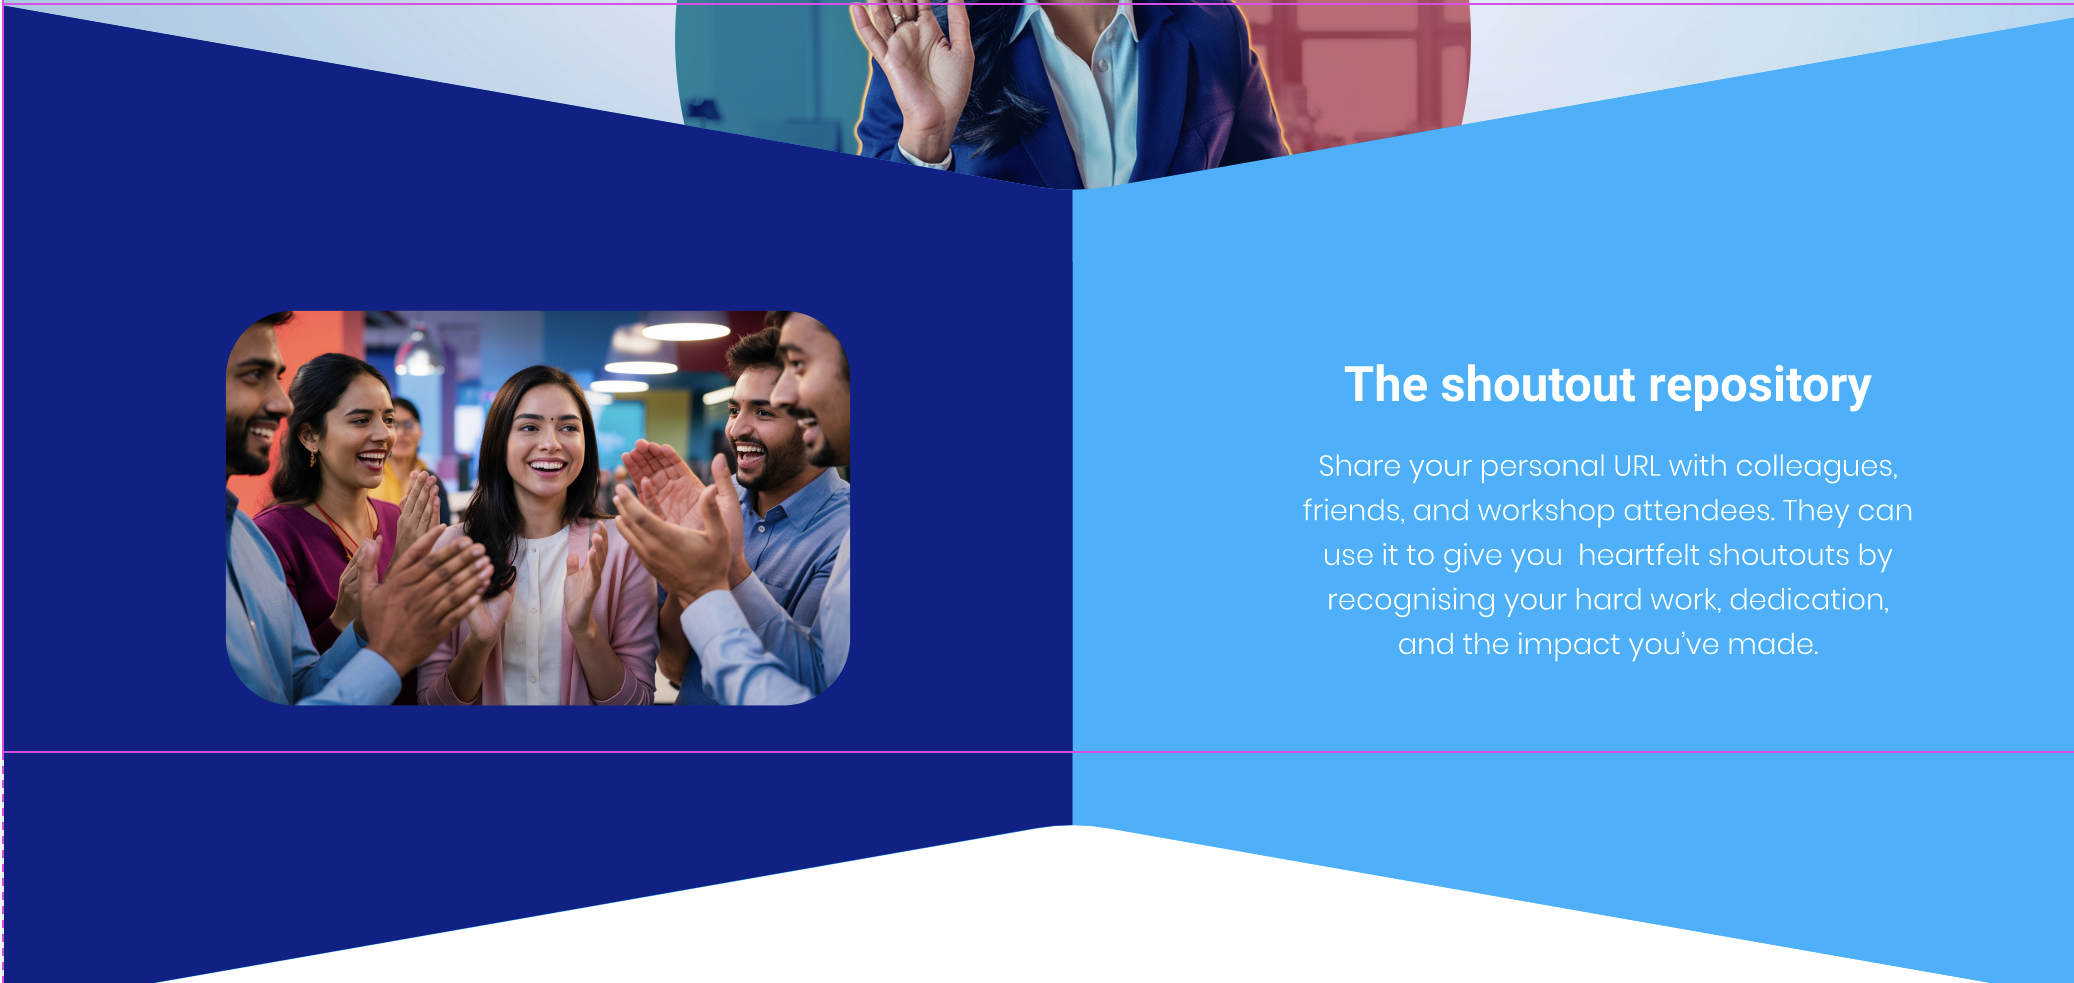 The shoutout repository
Share your personal URL with colleagues,
friends, and workshop attendees. They can
use it to give you  heartfelt shoutouts by
recognising your hard work, dedication,
and the impact you’ve made.